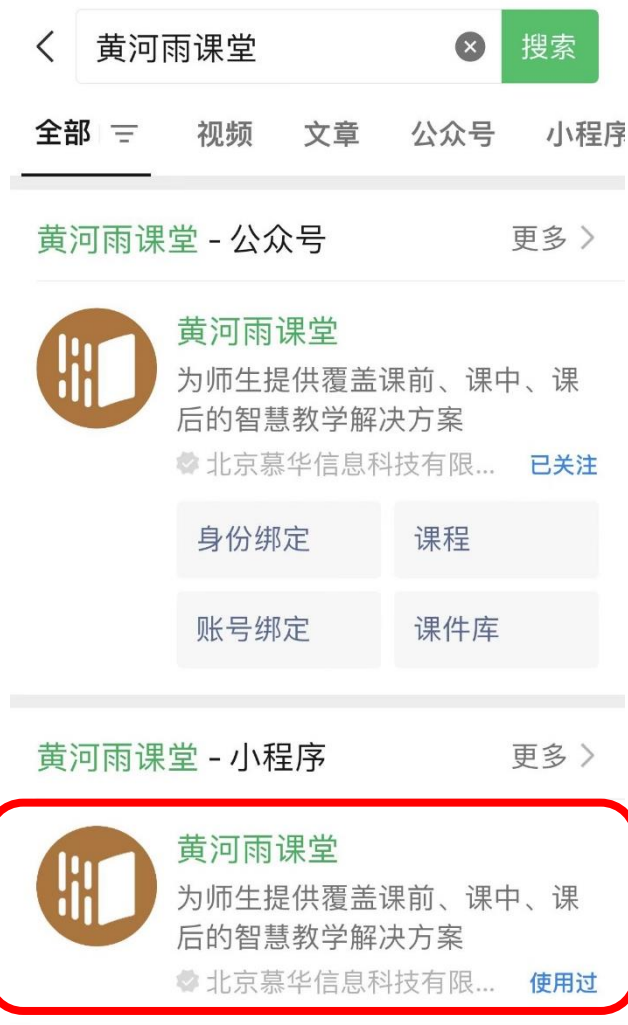 黄河雨课堂 搜索
全部 视频 文章 公众号 小程序
黄河雨课堂 - 公众号 更多
黄河雨课堂
为师生提供覆盖课前、课中、课
后的智慧教学解决方案
北京慕华信息科技有限... 已关注
身份绑定 课程
账号绑定 课件库
黄河雨课堂 - 小程序 更多
黄河雨课堂
为师生提供覆盖课前、课中、课
后的智慧教学解决方案
北京慕华信息科技有限... 使用过